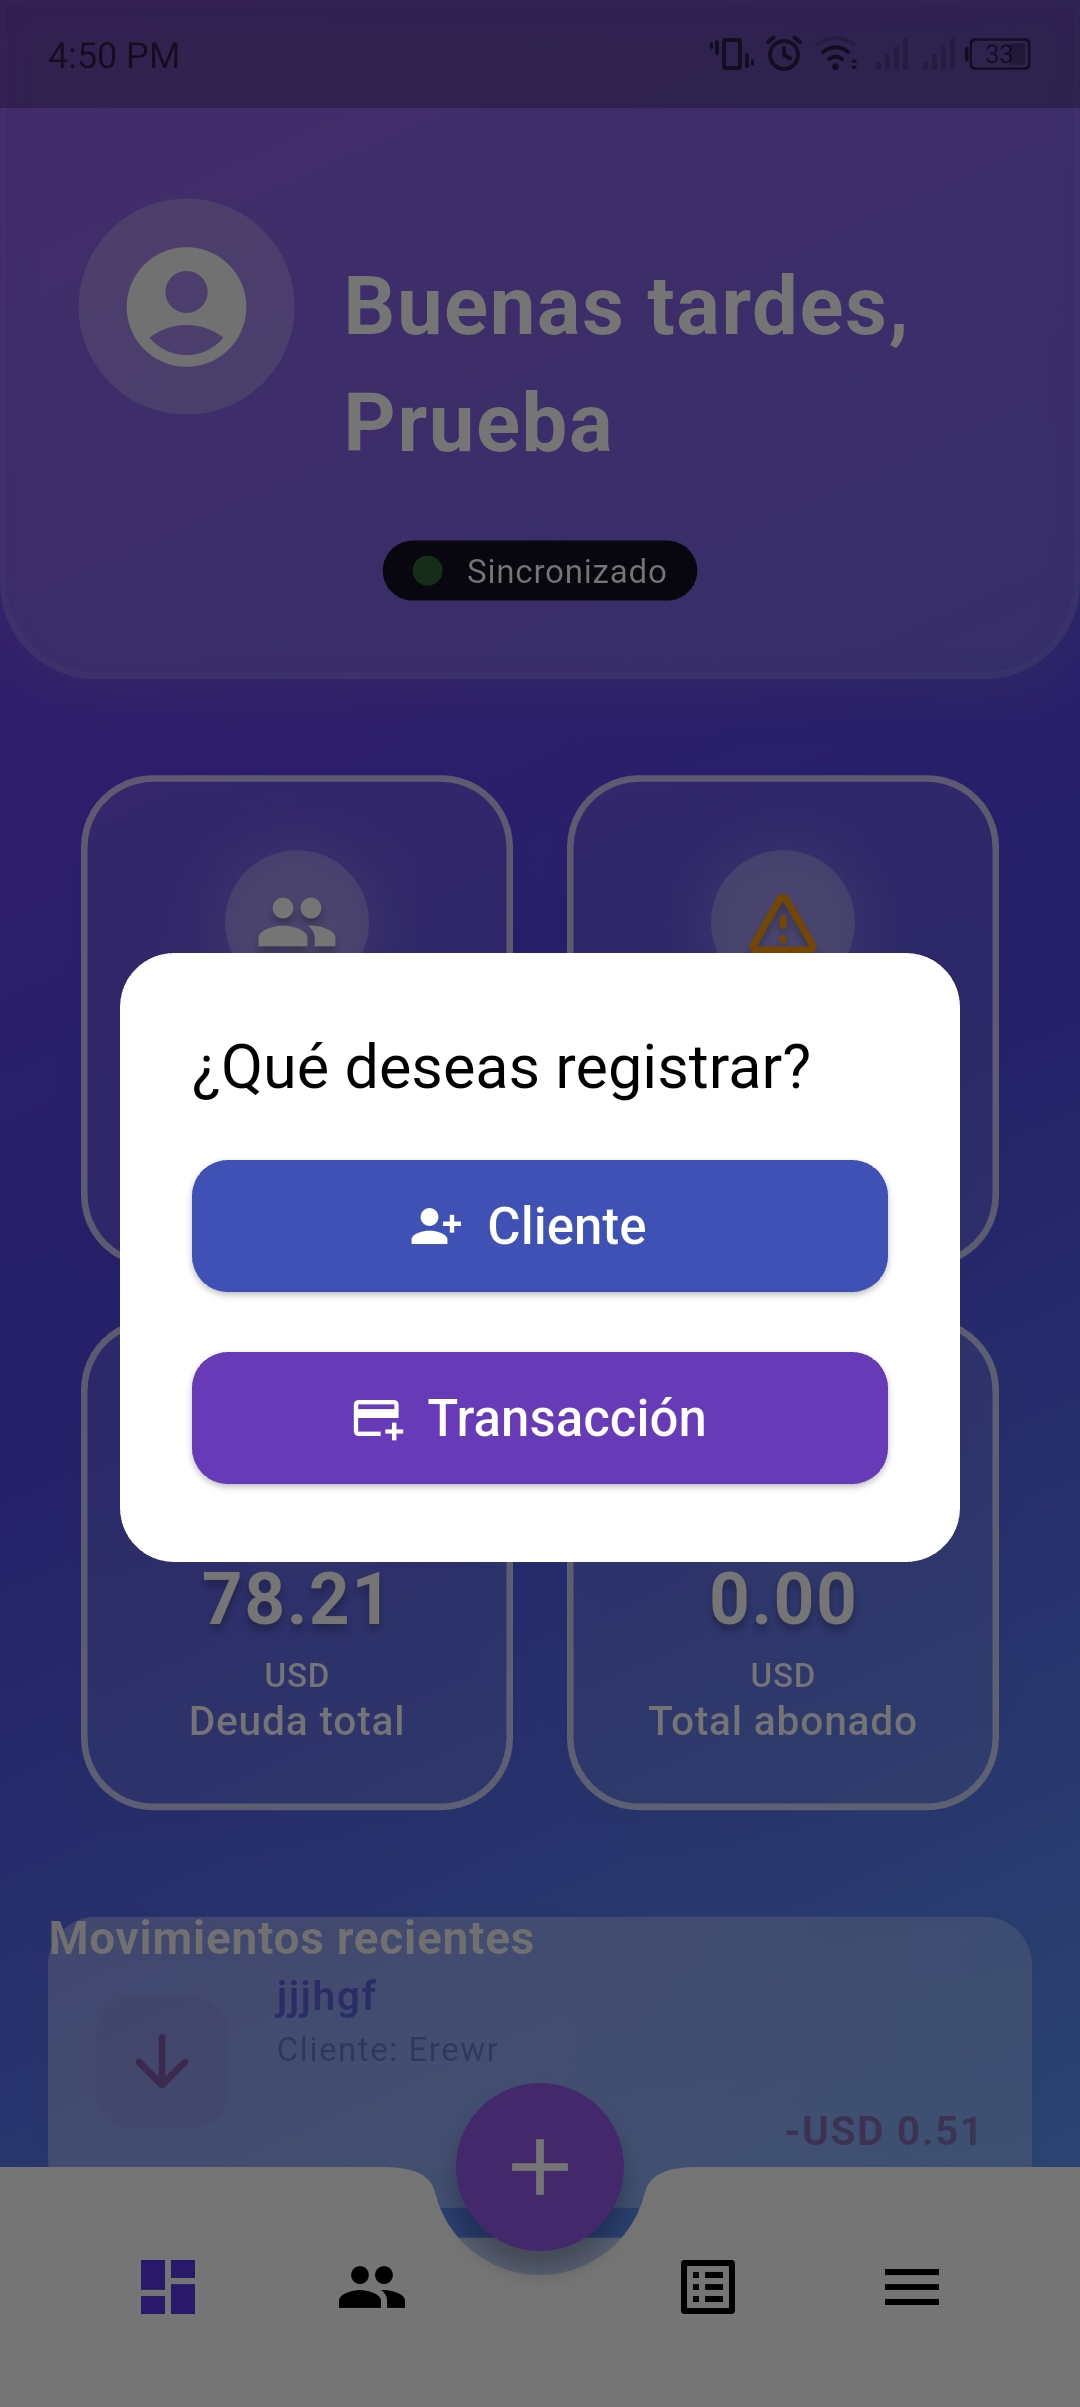 4:50 PM
33
Buenas tardes,
Prueba
Sincronizado
¿Qué deseas registrar?
Cliente
Transacción
78.21
USD
Deuda total
0.00
USD
Total abonado
Movimientos recientes
jjjhgf
Cliente: Erewr
-USD 0.51